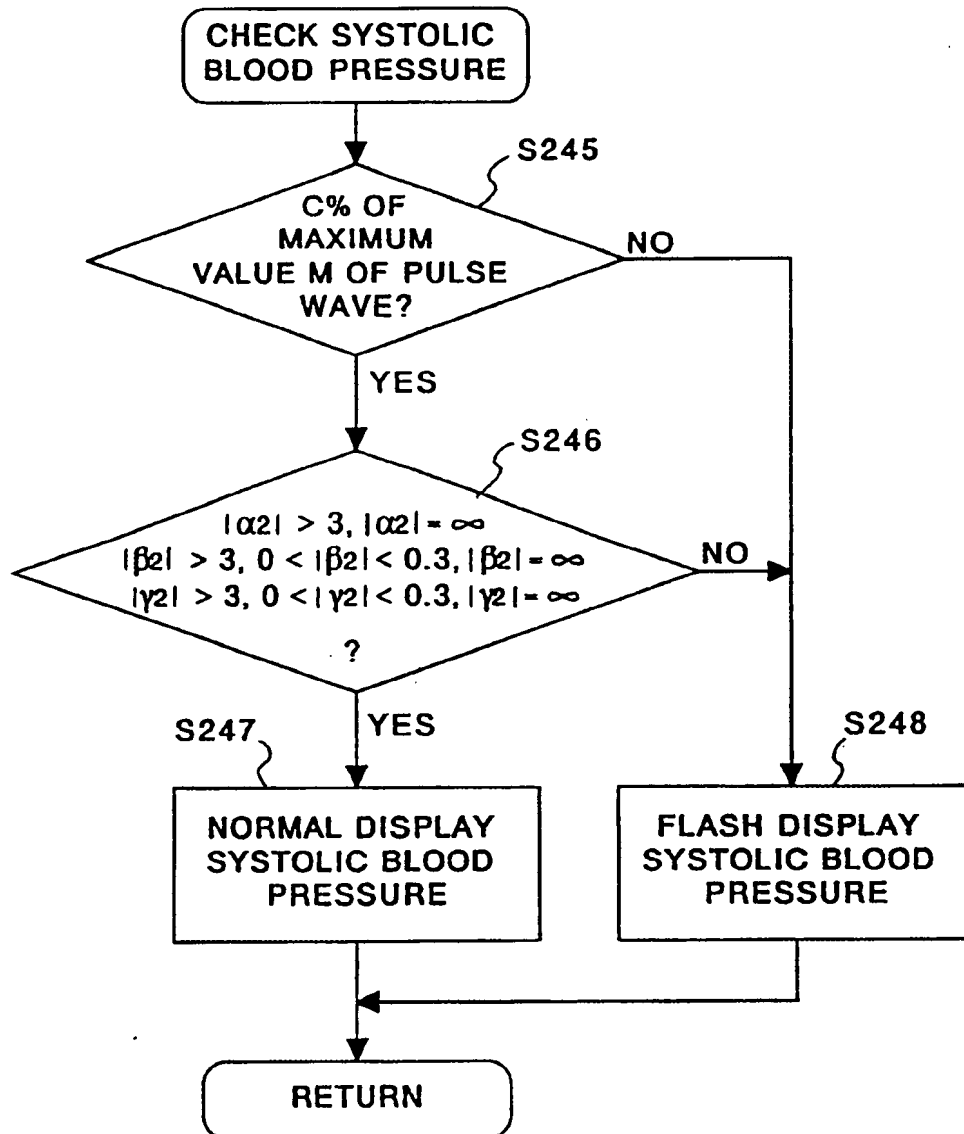 CHECK SYSTOLIC
BLOOD PRESSURE
S245
C% OF
MAXIMUM
VALUE M OF PULSE
WAVE?
NO
YES
S246
|α2| > 3, |α2| = ∞
|β2| > 3, 0 < |β2| < 0.3, |β2| = ∞
|γ2| > 3, 0 < |γ2| < 0.3, |γ2| = ∞
?
NO
YES
S247
NORMAL DISPLAY
SYSTOLIC BLOOD
PRESSURE
S248
FLASH DISPLAY
SYSTOLIC BLOOD
PRESSURE
RETURN